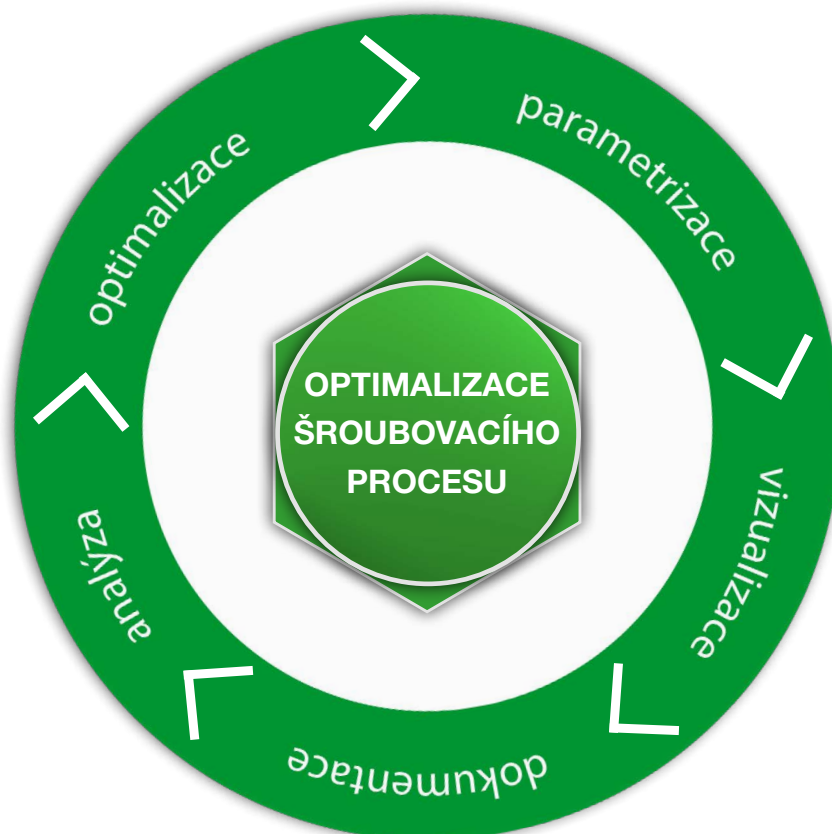 OPTIMALIZACE
ŠROUBOVACÍHO
PROCESU
parametrizace
vizualizace
dokumentace
analýza
optimalizace